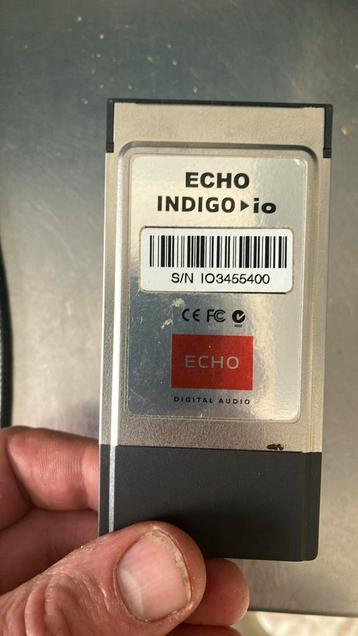 ECHO
INDIGO▸io
S/N IO3455400
CE FC
ECHO
DIGITAL AUDIO